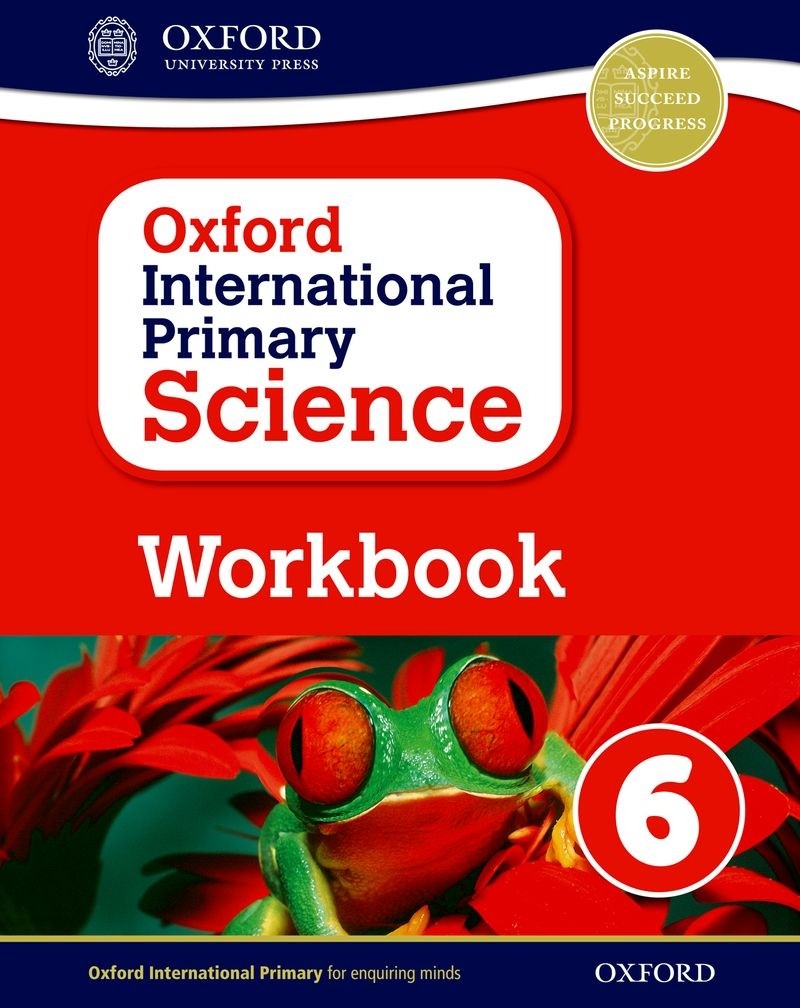 OXFORD
UNIVERSITY PRESS
ASPIRE
SUCCEED
PROGRESS
Oxford
International
Primary
Science
Workbook
6
Oxford International Primary for enquiring minds
OXFORD